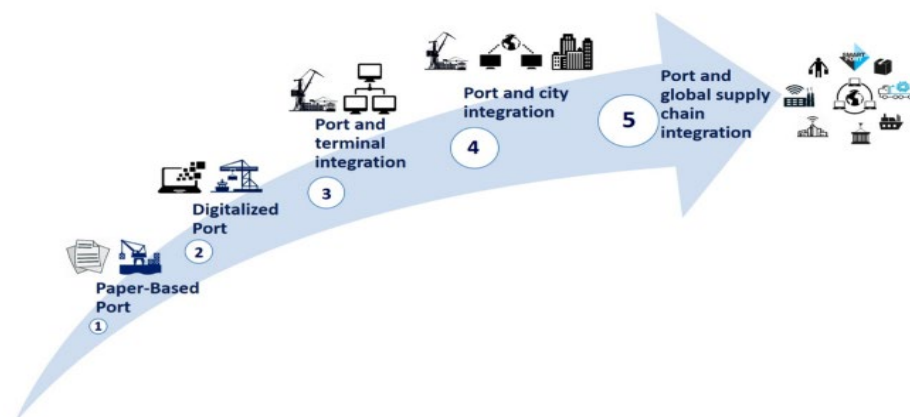 Paper-Based
Port
1
Digitalized
Port
2
Port and
terminal
integration
3
Port and city
integration
4
Port and
global supply
chain
integration
5
SMART
PORT